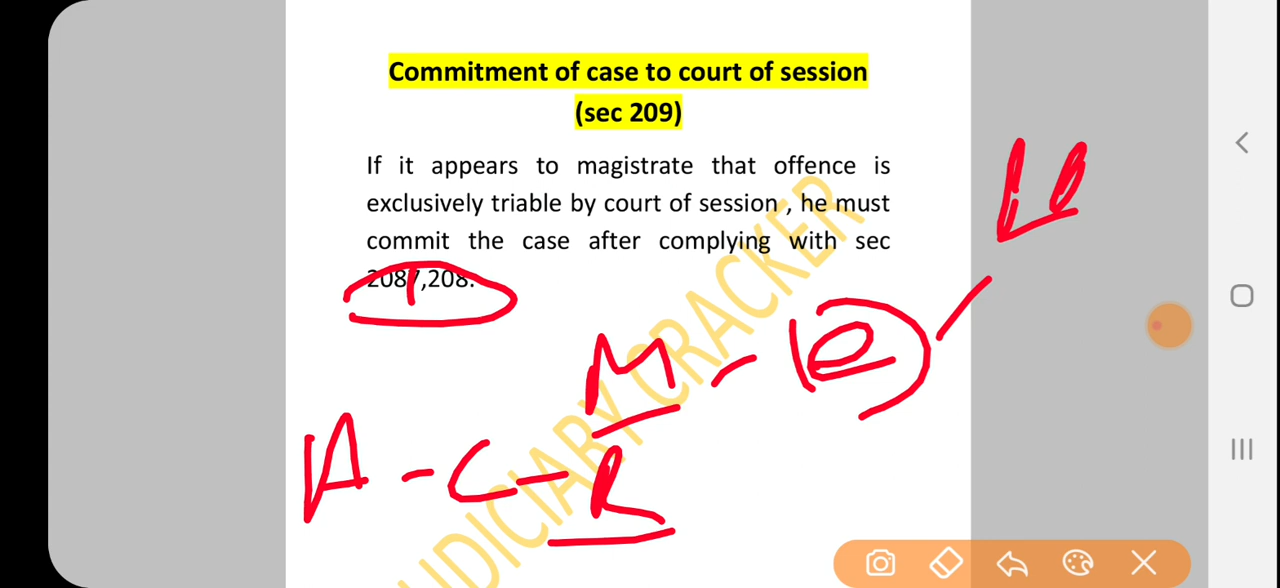 Commitment of case to court of session
(sec 209)
If it appears to magistrate that offence is
exclusively triable by court of session , he must
commit the case after complying with sec
2087,208.
M -
A - C - R
JUDICIARY CRACKER